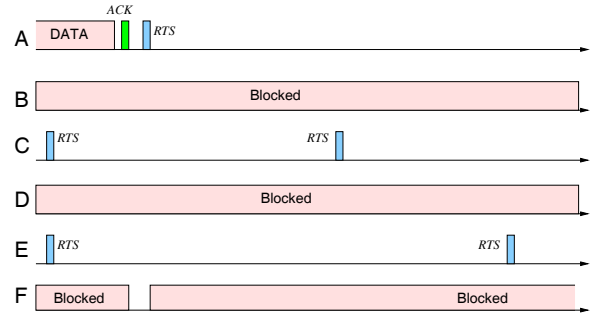 ACK
A DATA RTS
B Blocked
C RTS RTS
D Blocked
E RTS RTS
F Blocked Blocked